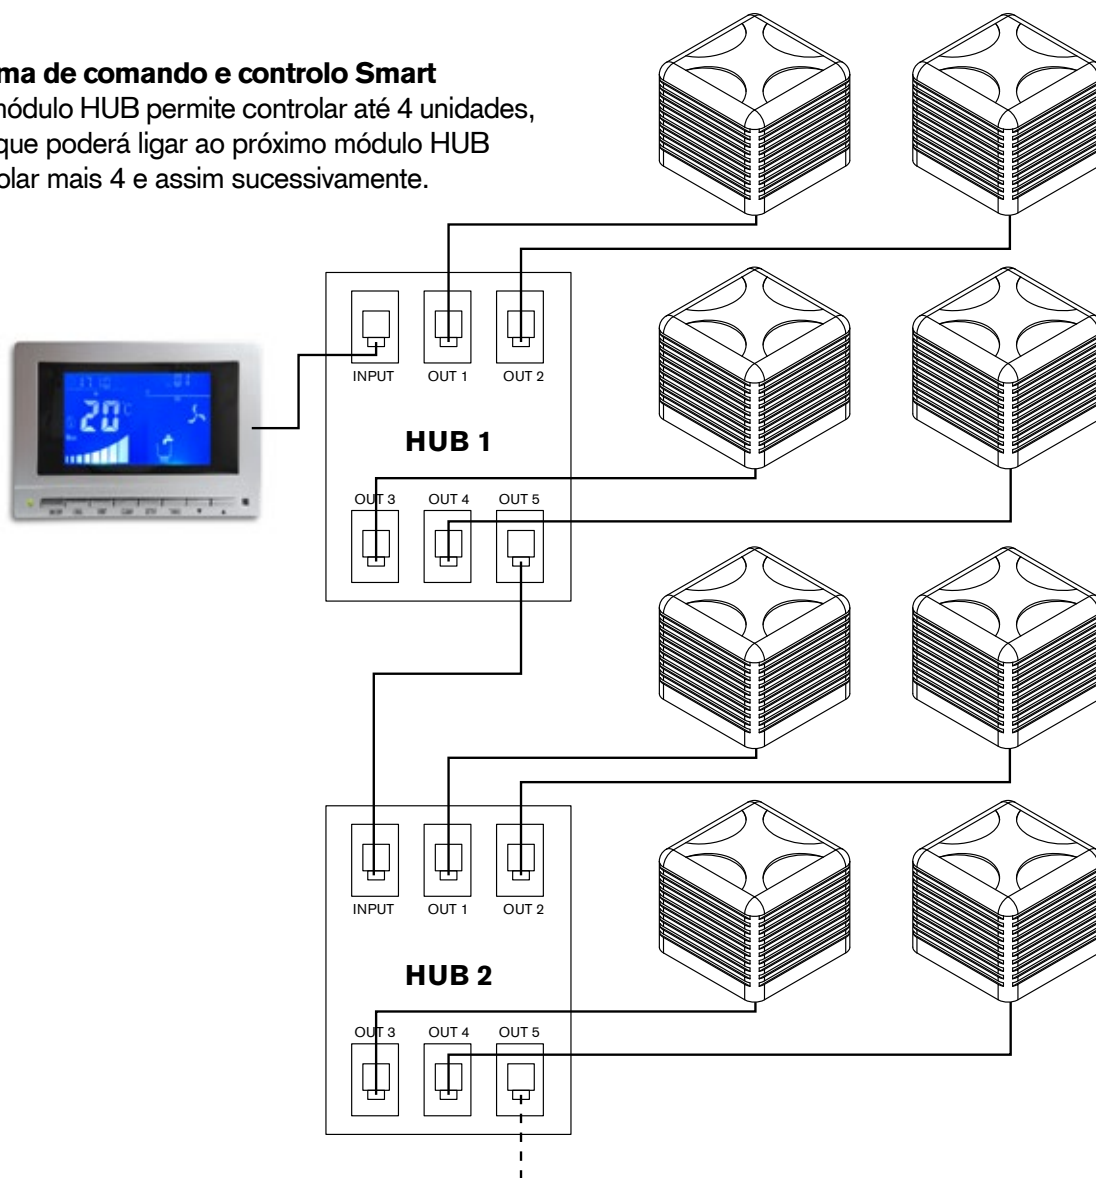 ma de comando e controlo Smart
módulo HUB permite controlar até 4 unidades,
que poderá ligar ao próximo módulo HUB
olar mais 4 e assim sucessivamente.
INPUT OUT 1 OUT 2
20
HUB 1
OUT 3 OUT 4 OUT 5
INPUT OUT 1 OUT 2
HUB 2
OUT 3 OUT 4 OUT 5